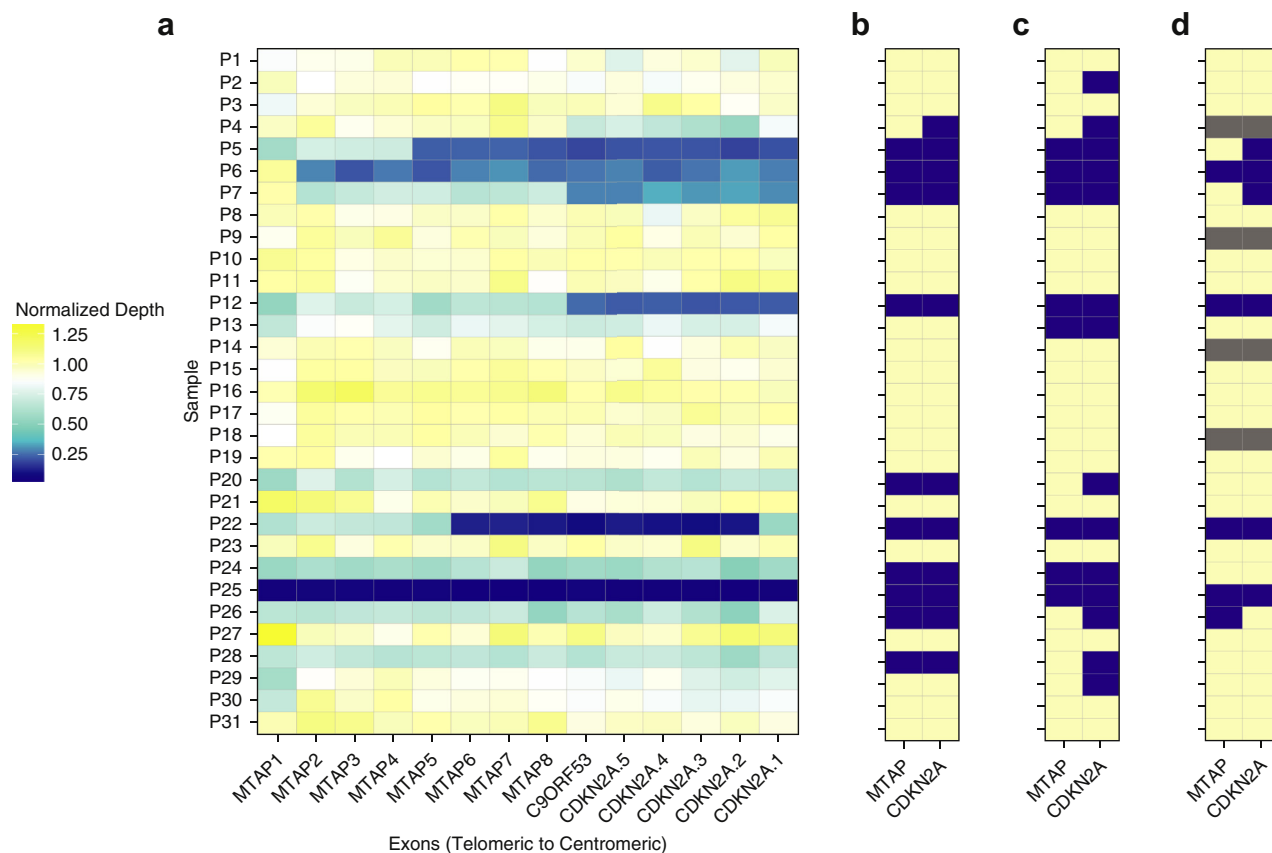 a
b
c
d
P1
P2
P3
P4
P5
P6
P7
P8
P9
P10
P11
P12
P13
P14
P15
P16
P17
P18
P19
P20
P21
P22
P23
P24
P25
P26
P27
P28
P29
P30
P31
Sample
Normalized Depth
1.25
1.00
0.75
0.50
0.25
MTAP1
MTAP2
MTAP3
MTAP4
MTAP5
MTAP6
MTAP7
MTAP8
C9ORF53
CDKN2A.5
CDKN2A.4
CDKN2A.3
CDKN2A.2
CDKN2A.1
Exons (Telomeric to Centromeric)
MTAP
CDKN2A
MTAP
CDKN2A
MTAP
CDKN2A